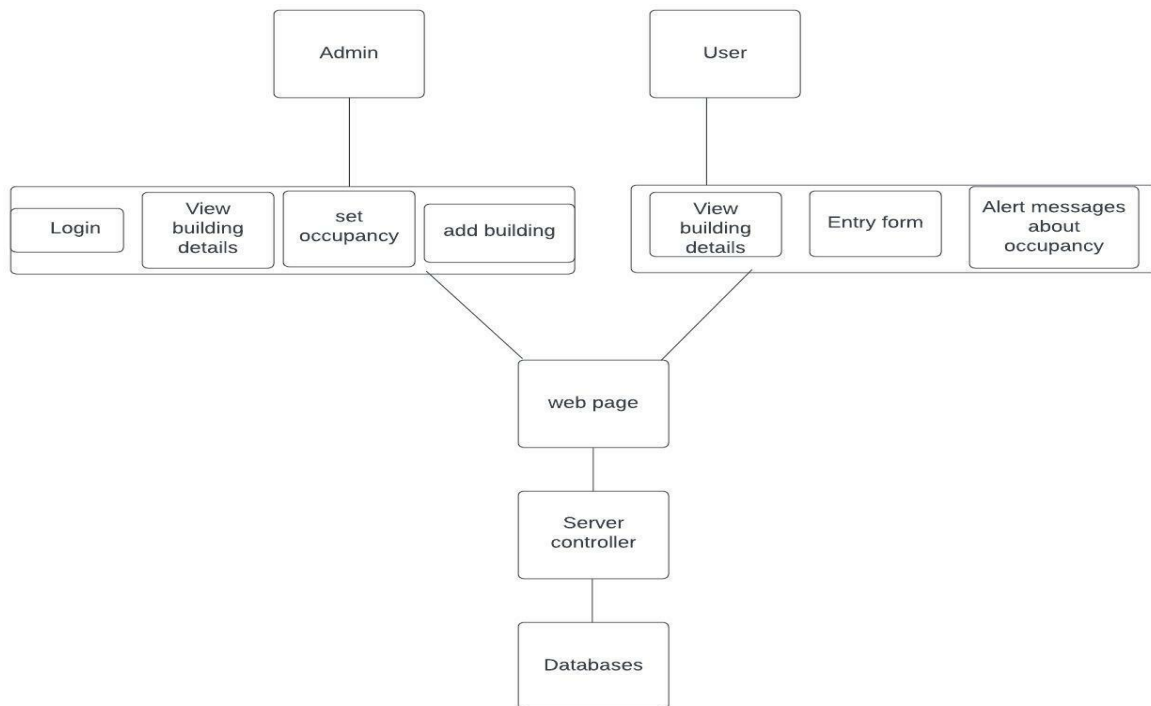 Admin
User
Login
View
building
details
set
occupancy
add building
View
building
details
Entry form
Alert messages
about
occupancy
web page
Server
controller
Databases